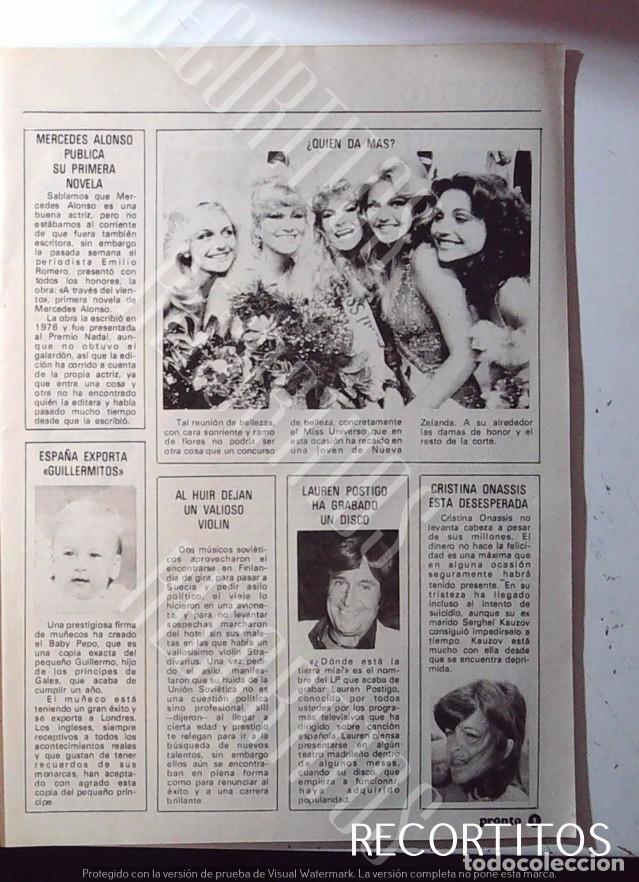 MERCEDES ALONSO
PUBLICA
SU PRIMERA
NOVELA
Sabíamos que Mer-
cedes Alonso es una
buena actriz, pero no
estábamos al corriente
de que fuera también
escritora, sin embargo
la pasada semana el
periodista Emilio
Romero, presentó con
todos los honores, la
obra: «A través del vien-
to», primera novela de
Mercedes Alonso.
La obra la escribió en
1976 y fue presentada
al Premio Nadal, aun-
que no obtuvo el
galardón, así que la edi-
ción ha corrido a cuenta
de la propia actriz, ya
que entre una cosa y
otra no ha encontrado
quién la editara y había
pasado mucho tiempo
desde que la escribió.
¿QUIEN DA MAS?
Tal reunión de bellezas,
con cara sonriente y ramo
de flores no podría ser
otra cosa que un concurso
de belleza, concretamente
el Miss Universo que en
esta ocasión ha recaído en
una joven de Nueva
Zelanda. A su alrededor
las damas de honor y el
resto de la corte.
ESPAÑA EXPORTA
«GUILLERMITOS»
Una prestigiosa firma
de muñecos ha creado
el Baby Pepo, que es
una copia exacta del
pequeño Guillermo, hijo
de los príncipes de
Gales, que acaba de
cumplir un año.
El muñeco está
teniendo un gran éxito y
se exporta a Londres.
Los ingleses, siempre
receptivos a todos los
acontecimientos reales
y que gustan de tener
recuerdos de sus
monarcas, han acepta-
do con agrado esta
copia del pequeño prín-
cipe.
AL HUIR DEJAN
UN VALIOSO
VIOLIN
Dos músicos soviéti-
cos aprovecharon el
encontrarse en Finlan-
dia de gira, para pasar a
Suecia y pedir asilo
político, el viaje lo
hicieron en una avione-
ta, y para no levantar
sospechas marcharon
del hotel sin sus male-
tas en las que había un
valiosísimo violín Stra-
divarius. Una vez pedi-
do el asilo, manifes-
taron que su huida de la
Unión Soviética no es
una cuestión política
sino profesional, allí
—dijeron— al llegar a
cierta edad y prestigio
te relegan para ir a la
búsqueda de nuevos
talentos, sin embargo
ellos aún se encontra-
ban en plena forma
como para renunciar al
éxito y a una carrera
brillante.
LAUREN POSTIGO
HA GRABADO
UN DISCO
«¿Dónde está la
tierra mía?» es el nom-
bre del LP que acaba de
grabar Lauren Postigo,
conocido por todos
ustedes por los progra-
mas televisivos que ha
dirigido sobre canción
española. Lauren piensa
presentarse en algún
teatro madrileño dentro
de algunos meses,
cuando su disco que
empieza a funcionar,
haya adquirido
popularidad.
CRISTINA ONASSIS
ESTA DESESPERADA
Cristina Onassis no
levanta cabeza a pesar
de sus millones. El
dinero no hace la felici-
dad es una máxima que
en alguna ocasión
seguramente habrá
tenido presente. En su
tristeza ha llegado
incluso al intento de
suicidio, aunque su ex
marido Serghel Kauzov
consiguió impedírselo a
tiempo. Kauzov está
mucho con ella desde
que se encuentra depri-
mida.
pronto
RECORTITOS
todocoleccion
Protegido con la versión de prueba de Visual Watermark. La versión completa no pone esta marca.